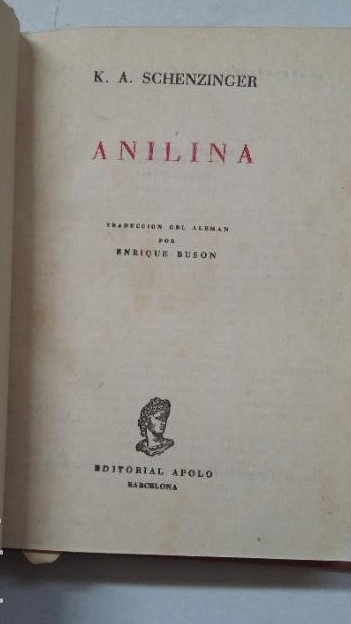 K. A. SCHENZINGER
ANILINA
TRADUCCION DEL ALEMAN
POR
ENRIQUE BUSON
EDITORIAL APOLO
BARCELONA